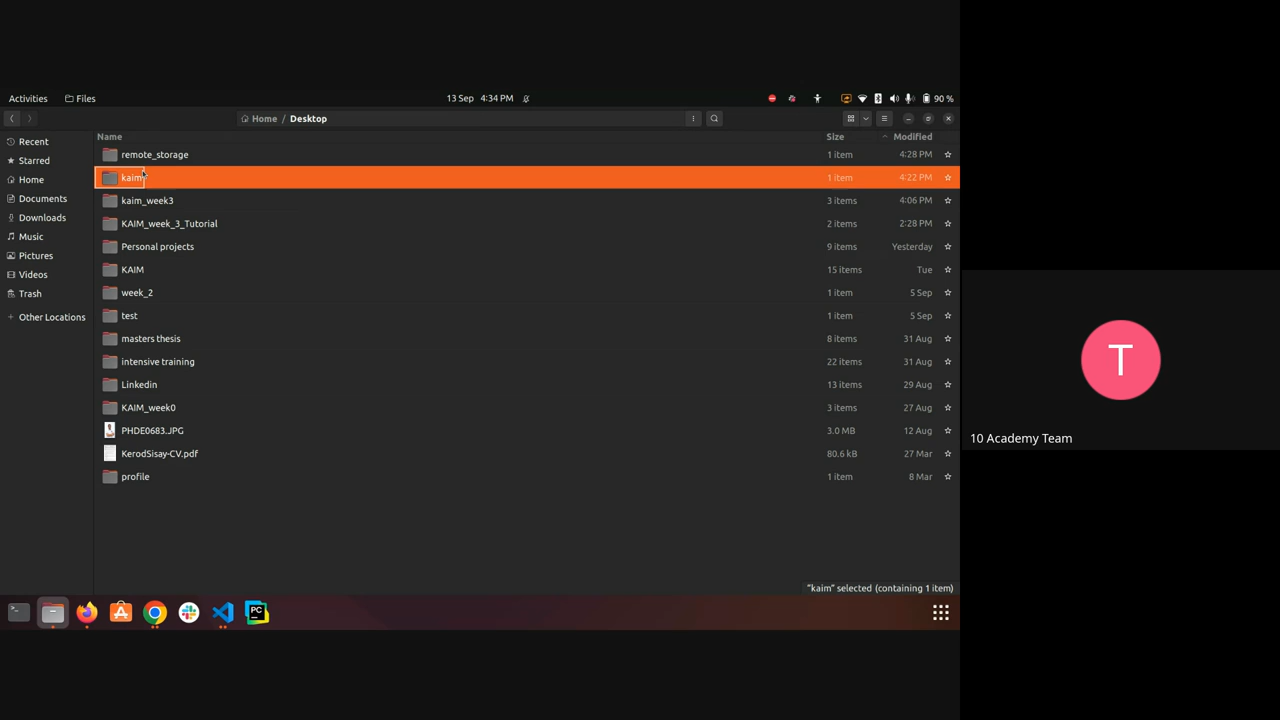 Activities Files 13 Sep 4:34 PM 90 %
Home / Desktop
Name Size Modified
Recent
Starred
Home
Documents
Downloads
Music
Pictures
Videos
Trash
+ Other Locations
remote_storage 1 item 4:28 PM
kaim 1 item 4:22 PM
kaim_week3 3 items 4:06 PM
KAIM_week_3_Tutorial 2 items 2:28 PM
Personal projects 9 items Yesterday
KAIM 15 items Tue
week_2 1 item 5 Sep
test 1 item 5 Sep
masters thesis 8 items 31 Aug
intensive training 22 items 31 Aug
Linkedin 13 items 29 Aug
KAIM_week0 3 items 27 Aug
PHDE0683.JPG 3.0 MB 12 Aug
KerodSisay-CV.pdf 80.6 kB 27 Mar
profile 1 item 8 Mar
"kaim" selected (containing 1 item)
PC
T
10 Academy Team